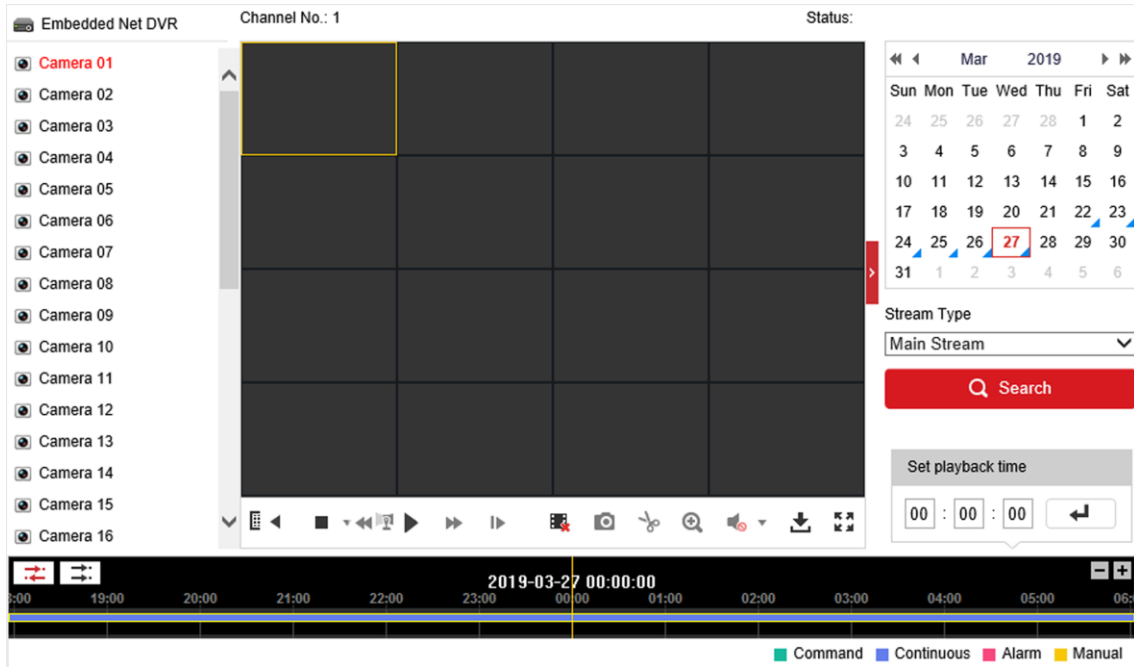 Embedded Net DVR
Channel No.: 1
Status:
Camera 01
Camera 02
Camera 03
Camera 04
Camera 05
Camera 06
Camera 07
Camera 08
Camera 09
Camera 10
Camera 11
Camera 12
Camera 13
Camera 14
Camera 15
Camera 16
Mar 2019
Sun Mon Tue Wed Thu Fri Sat
24 25 26 27 28 1 2
3 4 5 6 7 8 9
10 11 12 13 14 15 16
17 18 19 20 21 22 23
24 25 26 27 28 29 30
31 1 2 3 4 5 6
Stream Type
Main Stream
Search
Set playback time
00 : 00 : 00
2019-03-27 00:00:00
:00 19:00 20:00 21:00 22:00 23:00 00:00 01:00 02:00 03:00 04:00 05:00 06:
Command Continuous Alarm Manual